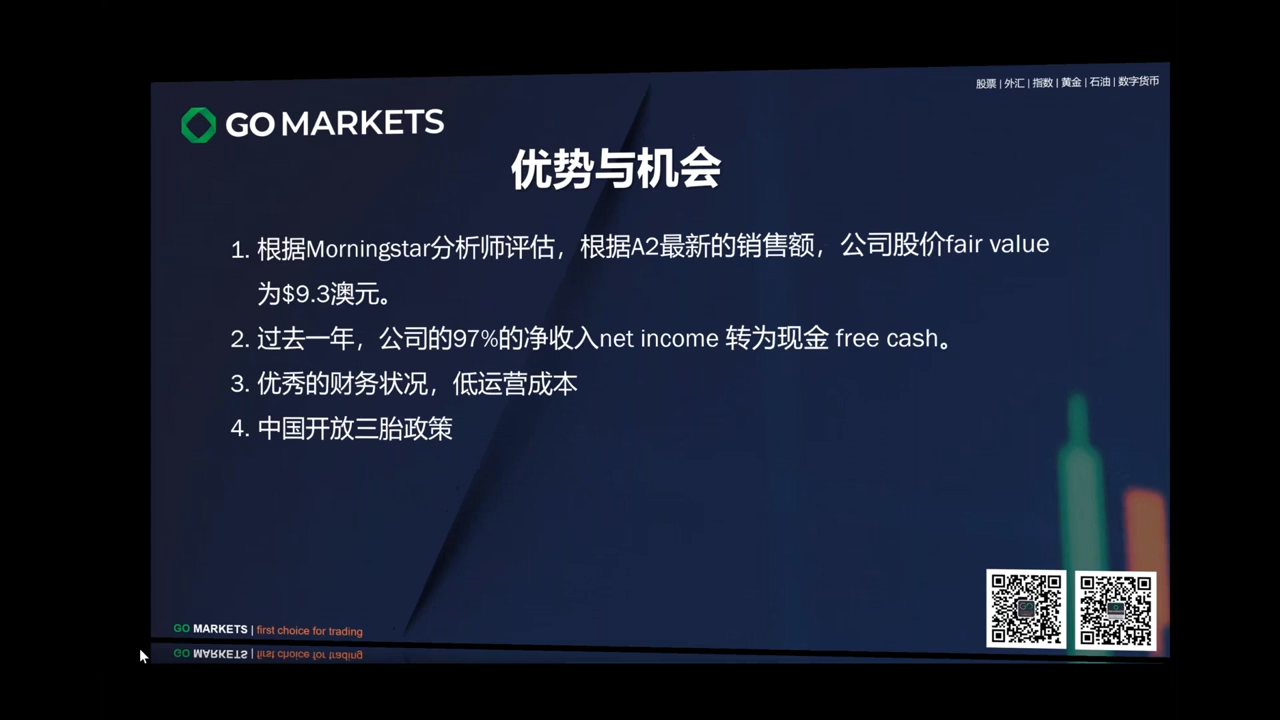 股票 | 外汇 | 指数 | 黄金 | 石油 | 数字货币
GO MARKETS
优势与机会
1. 根据Morningstar分析师评估，根据A2最新的销售额，公司股价fair value
为$9.3澳元。
2. 过去一年，公司的97%的净收入net income 转为现金 free cash。
3. 优秀的财务状况，低运营成本
4. 中国开放三胎政策
GO MARKETS | first choice for trading
GO MARKETS | first choice for trading